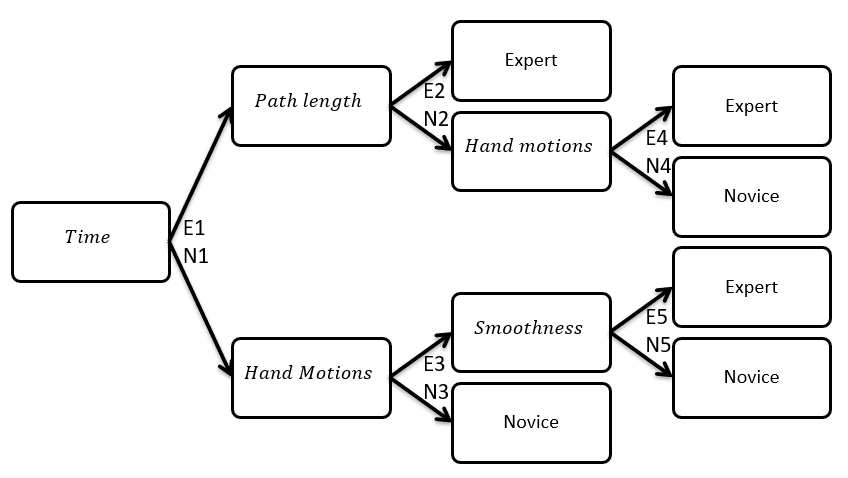 Expert
Path length
E2
N2
Expert
Hand motions
E4
N4
Novice
Time
E1
N1
Expert
Smoothness
E5
N5
Hand Motions
E3
N3
Novice
Novice